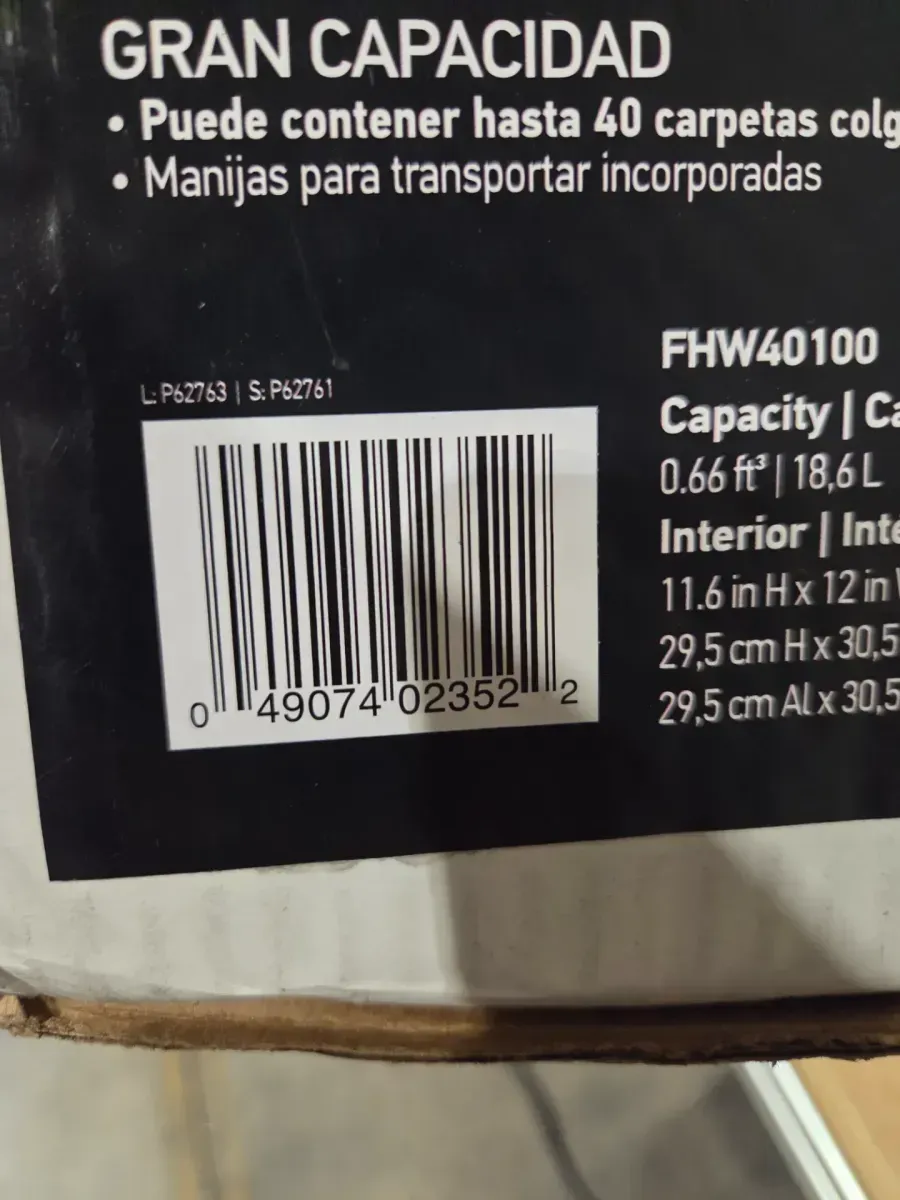 GRAN CAPACIDAD
• Puede contener hasta 40 carpetas colg
• Manijas para transportar incorporadas
L: P62763 | S: P62761
0 49074 02352 2
FHW40100
Capacity | Ca
0.66 ft³ | 18,6 L
Interior | Inte
11.6 in H x 12 in
29,5 cm H x 30,5
29,5 cm Al x 30,5